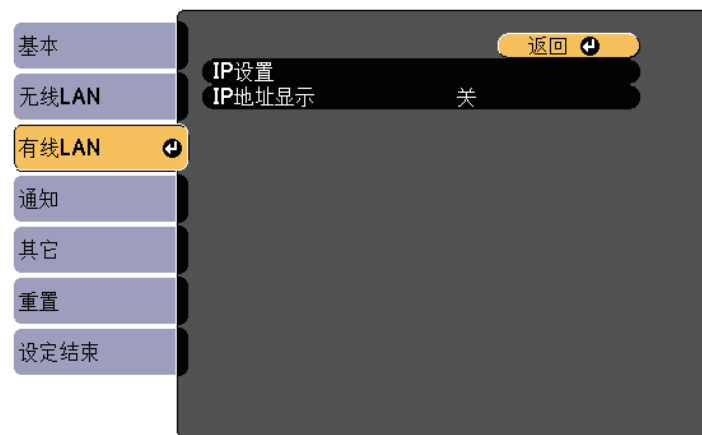 基本
无线LAN
有线LAN
通知
其它
重置
设定结束
返回
IP设置
IP地址显示 关